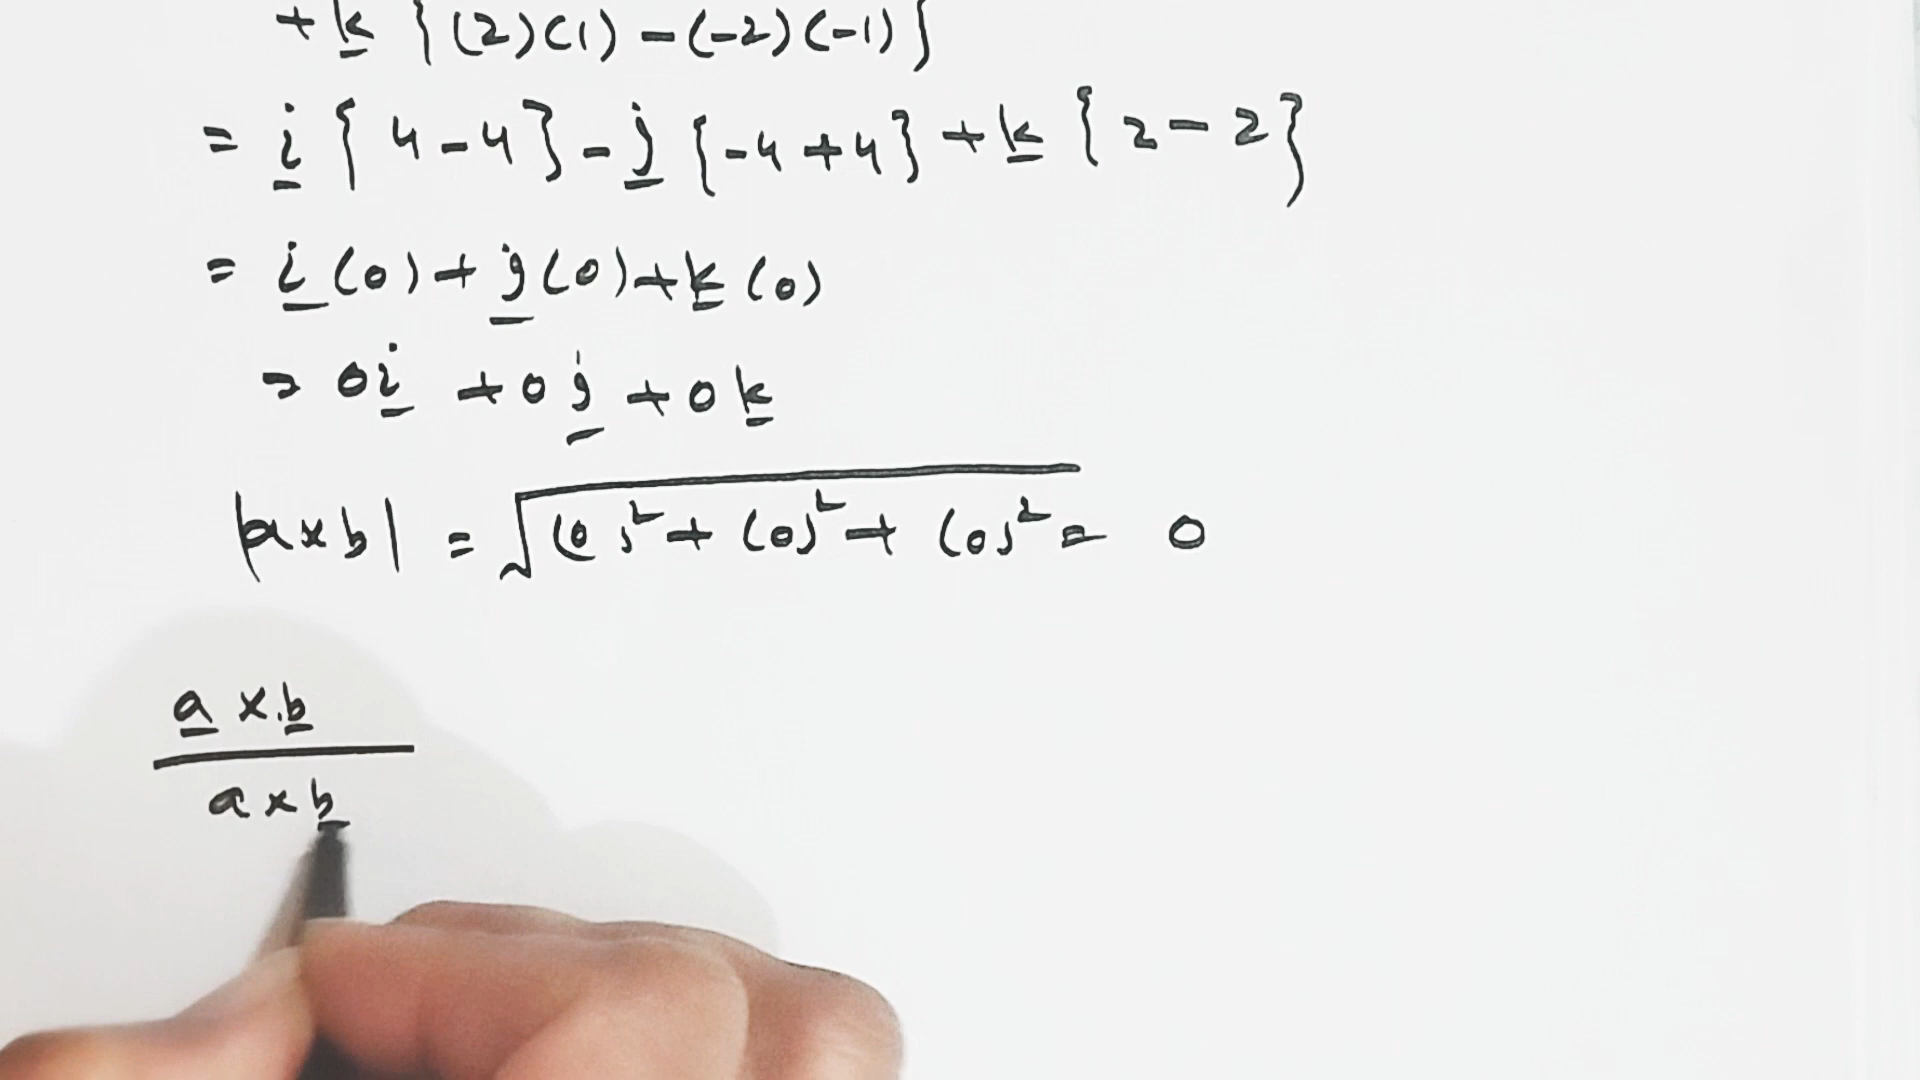 + k { (2)(1) - (-2)(-1) }
= i { 4 - 4 } - j { -4 + 4 } + k { 2 - 2 }
= i (0) + j (0) + k (0)
= 0i + 0j + 0k
|a x b| = √(0)² + (0)² + (0)² = 0
a x b
a x b